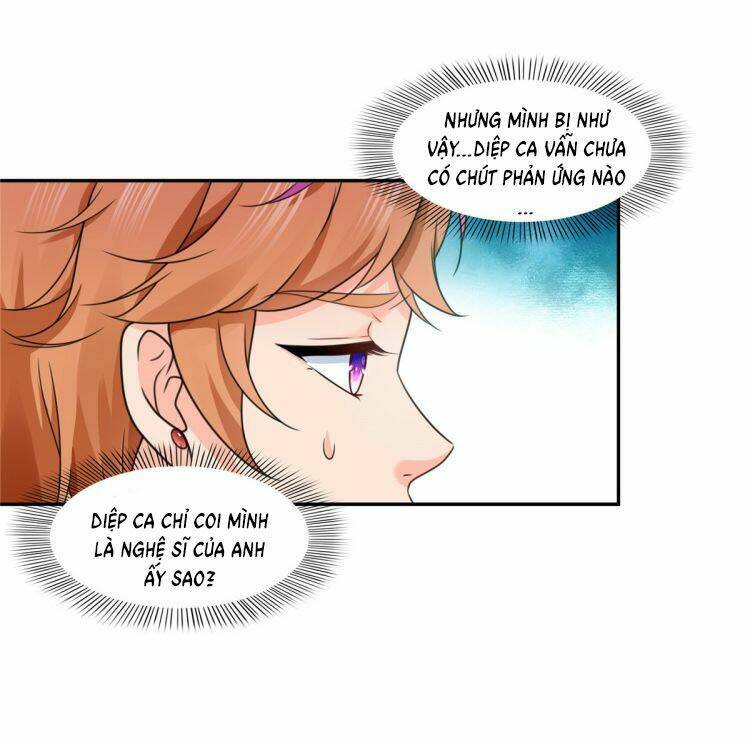 NHƯNG MÌNH BỊ NHƯ
VẬY...DIỆP CA VẪN CHƯA
CÓ CHÚT PHẢN ỨNG NÀO
...
DIỆP CA CHỈ COI MÌNH
LÀ NGHỆ SĨ CỦA ANH
ẤY SAO?